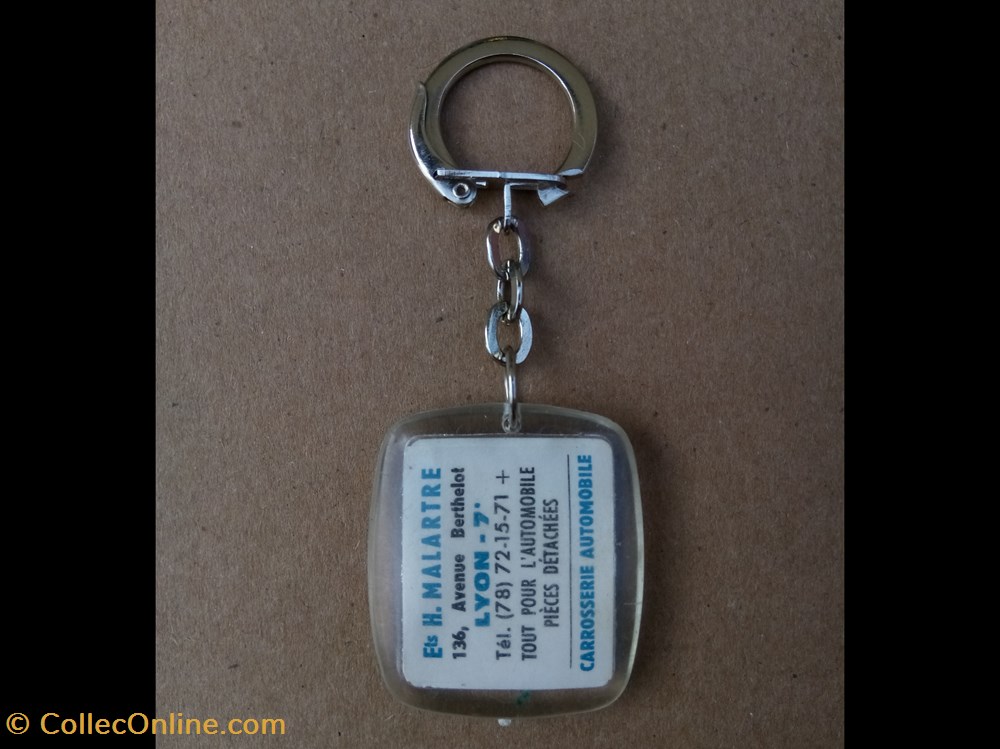 Ets H. MALARTRE
136, Avenue Berthelot
LYON - 7e
Tél. (78) 72-15-71 +
TOUT POUR L'AUTOMOBILE
PIÈCES DÉTACHÉES
CARROSSERIE AUTOMOBILE
© CollecOnline.com